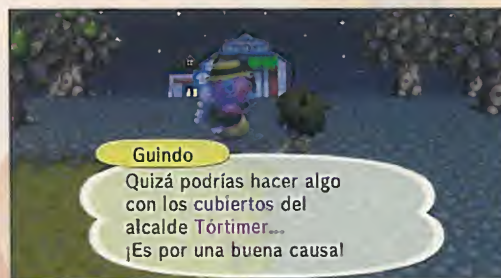 Guindo
Quizá podrías hacer algo
con los cubiertos del
alcalde Tórtimer...
¡Es por una buena causa!